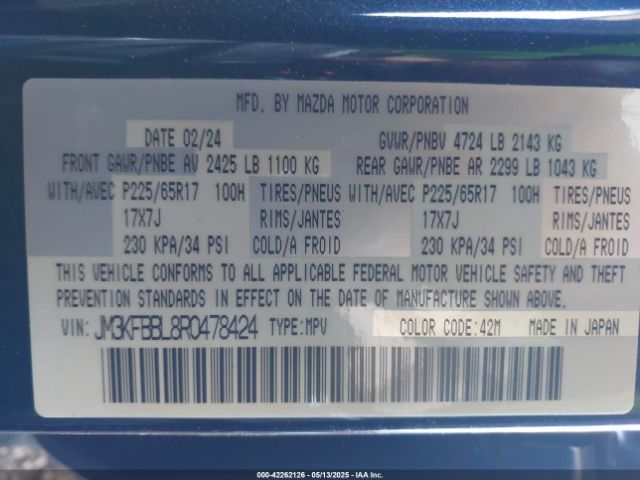 MFD. BY MAZDA MOTOR CORPORATION
DATE 02/24 GVWR/PNBV 4724 LB 2143 KG
FRONT GAWR/PNBE AV 2425 LB 1100 KG REAR GAWR/PNBE AR 2299 LB 1043 KG
WITH/AVEC P225/65R17 100H TIRES/PNEUS WITH/AVEC P225/65R17 100H TIRES/PNEUS
17X7J RIMS/JANTES 17X7J RIMS/JANTES
230 KPA/34 PSI COLD/A FROID 230 KPA/34 PSI COLD/A FROID
THIS VEHICLE CONFORMS TO ALL APPLICABLE FEDERAL MOTOR VEHICLE SAFETY AND THEFT
PREVENTION STANDARDS IN EFFECT ON THE DATE OF MANUFACTURE SHOWN ABOVE.
VIN: JM3KFBBL8R0478424 TYPE:MPV COLOR CODE:42M MADE IN JAPAN
000-42262126 - 05/13/2025 - IAA Inc.